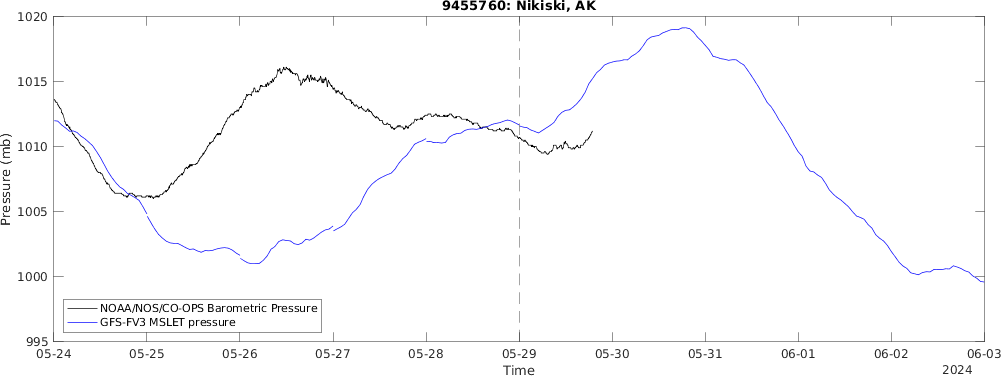 9455760: Nikiski, AK
Pressure (mb)
1020
1015
1010
1005
1000
995
NOAA/NOS/CO-OPS Barometric Pressure
GFS-FV3 MSLET pressure
05-24 05-25 05-26 05-27 05-28 05-29 05-30 05-31 06-01 06-02 06-03
Time
2024